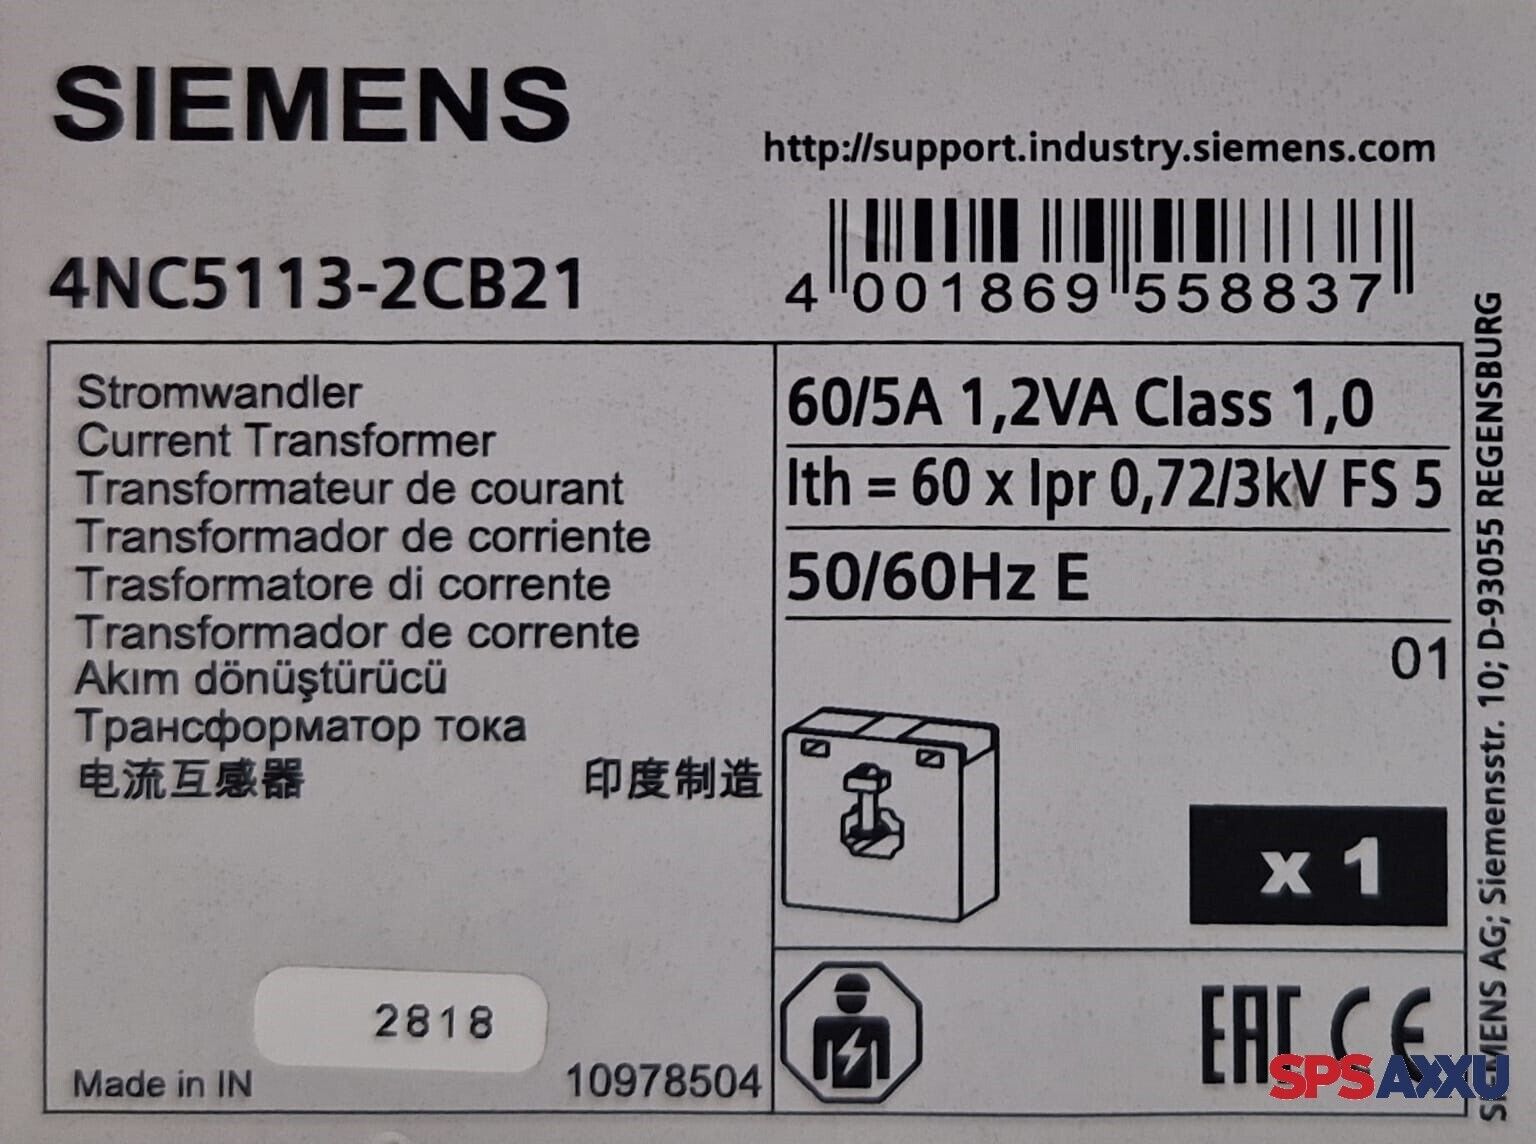 SIEMENS
http://support.industry.siemens.com
4NC5113-2CB21
4 001869 558837
Stromwandler
Current Transformer
Transformateur de courant
Transformador de corriente
Trasformatore di corrente
Transformador de corrente
Akım dönüştürücü
Трансформатор тока
电流互感器 印度制造
2818
Made in IN 10978504
60/5A 1,2VA Class 1,0
Ith = 60 x Ipr 0,72/3kV FS 5
50/60Hz E
01
x 1
EAC CE
SIEMENS AG; Siemensstr. 10; D-93055 REGENSBURG
SPSAXXU